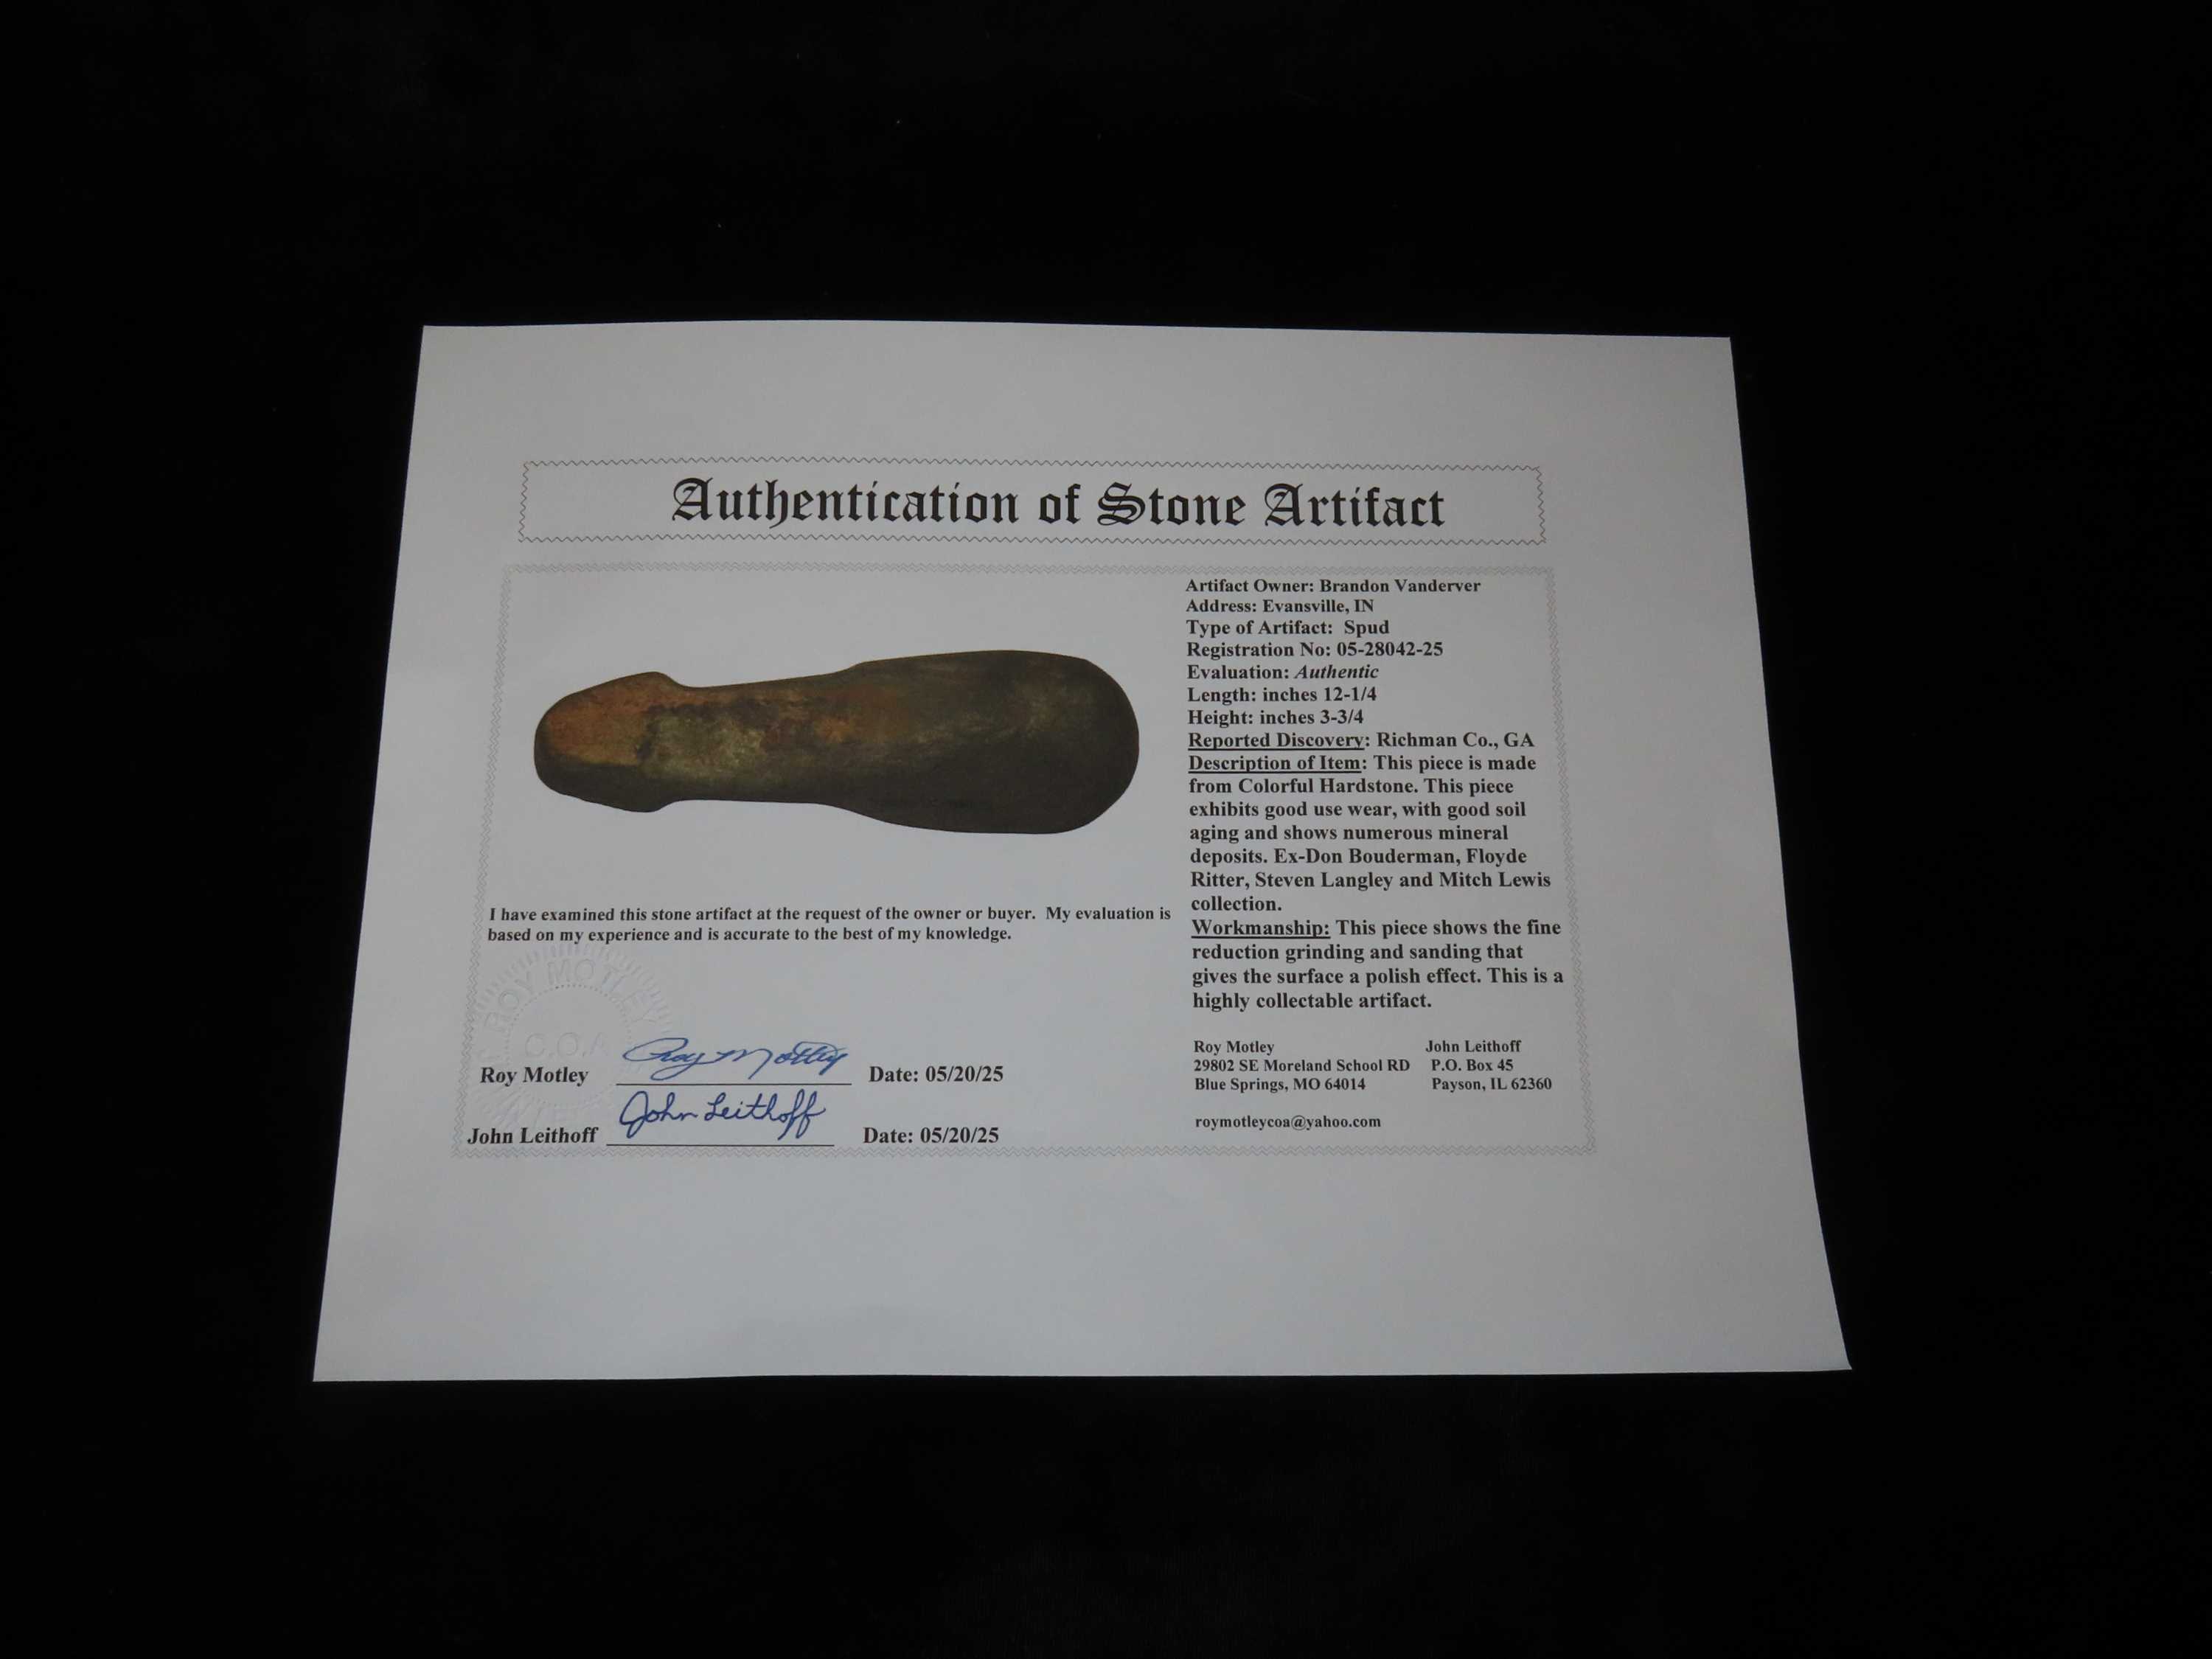 Authentication of Stone Artifact
Artifact Owner: Brandon Vanderver
Address: Evansville, IN
Type of Artifact: Spud
Registration No: 05-28042-25
Evaluation: Authentic
Length: inches 12-1/4
Height: inches 3-3/4
Reported Discovery: Richman Co., GA
Description of Item: This piece is made
from Colorful Hardstone. This piece
exhibits good use wear, with good soil
aging and shows numerous mineral
deposits. Ex-Don Bouderman, Floyde
Ritter, Steven Langley and Mitch Lewis
collection.
Workmanship: This piece shows the fine
reduction grinding and sanding that
gives the surface a polish effect. This is a
highly collectable artifact.
I have examined this stone artifact at the request of the owner or buyer. My evaluation is
based on my experience and is accurate to the best of my knowledge.
ROY MOTLEY
C.O.A
Roy Motley Roy Motley Date: 05/20/25
John Leithoff John Leithoff Date: 05/20/25
Roy Motley John Leithoff
29802 SE Moreland School RD P.O. Box 45
Blue Springs, MO 64014 Payson, IL 62360
roymotleycoa@yahoo.com